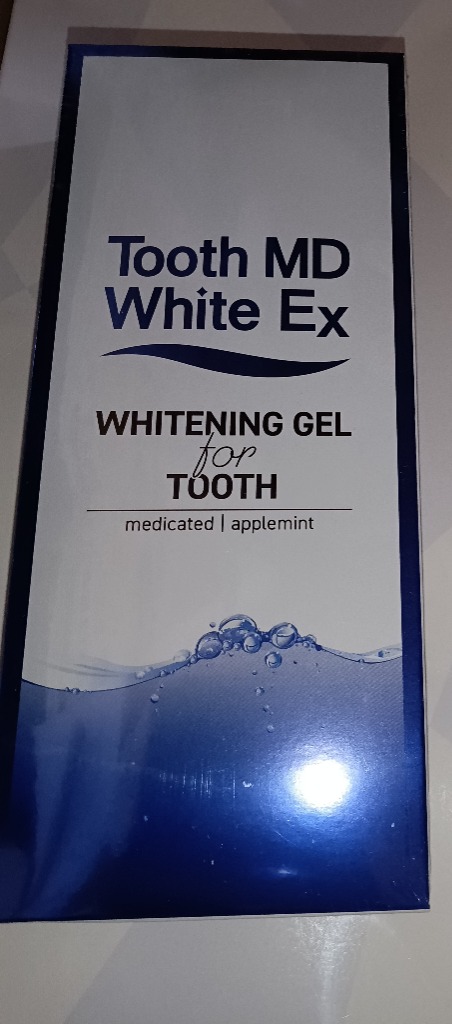 Tooth MD
White Ex
WHITENING GEL
for
TOOTH
medicated | applemint